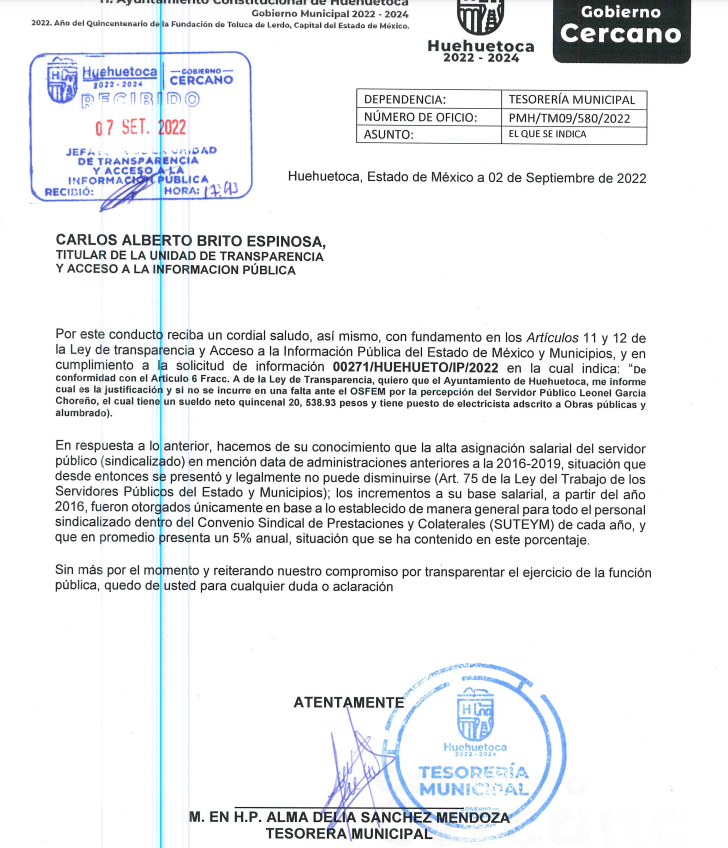 H. Ayuntamiento Constitucional de Huehuetoca
Gobierno Municipal 2022 - 2024
2022. Año del Quincentenario de la Fundación de Toluca de Lerdo, Capital del Estado de México.
Huehuetoca
2022 - 2024
Gobierno
Cercano
Huehuetoca
2022 - 2024
GOBIERNO
CERCANO
RECIBIDO
07 SET. 2022
UNIDAD
DE TRANSPARENCIA
Y ACCESO A LA
INFORMACIÓN PÚBLICA
RECIBIÓ: HORA:
DEPENDENCIA: TESORERÍA MUNICIPAL
NÚMERO DE OFICIO: PMH/TM09/580/2022
ASUNTO: EL QUE SE INDICA
Huehuetoca, Estado de México a 02 de Septiembre de 2022
CARLOS ALBERTO BRITO ESPINOSA,
TITULAR DE LA UNIDAD DE TRANSPARENCIA
Y ACCESO A LA INFORMACION PÚBLICA
Por este conducto reciba un cordial saludo, así mismo, con fundamento en los Artículos 11 y 12 de
la Ley de transparencia y Acceso a la Información Pública del Estado de México y Municipios, y en
cumplimiento a la solicitud de información 00271/HUEHUETO/IP/2022 en la cual indica: “De
conformidad con el Articulo 6 Fracc. A de la Ley de Transparencia, quiero que el Ayuntamiento de Huehuetoca, me informe
cual es la justificación y si no se incurre en una falta ante el OSFEM por la percepción del Servidor Público Leonel Garcia
Choreño, el cual tiene un sueldo neto quincenal 20, 538.93 pesos y tiene puesto de electricista adscrito a Obras públicas y
alumbrado).
En respuesta a lo anterior, hacemos de su conocimiento que la alta asignación salarial del servidor
público (sindicalizado) en mención data de administraciones anteriores a la 2016-2019, situación que
desde entonces se presentó y legalmente no puede disminuirse (Art. 75 de la Ley del Trabajo de los
Servidores Públicos del Estado y Municipios); los incrementos a su base salarial, a partir del año
2016, fueron otorgados únicamente en base a lo establecido de manera general para todo el personal
sindicalizado dentro del Convenio Sindical de Prestaciones y Colaterales (SUTEYM) de cada año, y
que en promedio presenta un 5% anual, situación que se ha contenido en este porcentaje.
Sin más por el momento y reiterando nuestro compromiso por transparentar el ejercicio de la función
pública, quedo de usted para cualquier duda o aclaración
ATENTAMENTE
Huehuetoca
2022 - 2024
TESORERÍA
MUNICIPAL
M. EN H.P. ALMA DELIA SANCHEZ MENDOZA
TESORERA MUNICIPAL